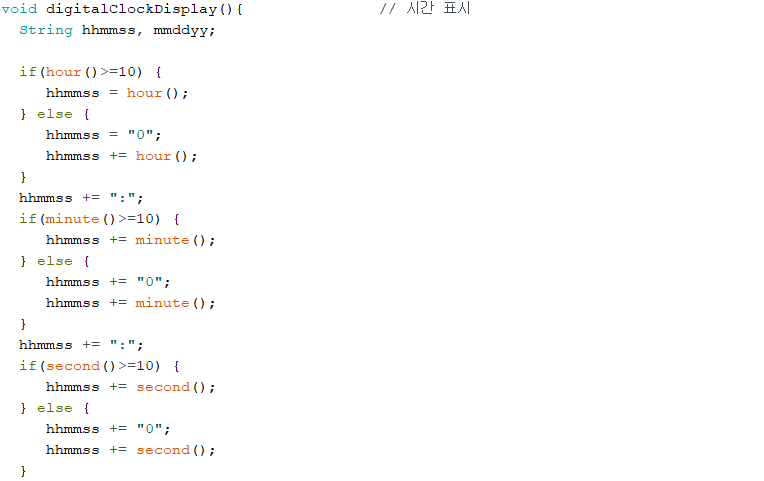 void digitalClockDisplay(){ // 시간 표시
String hhmmss, mmddyy;
if(hour()>=10) {
hhmmss = hour();
} else {
hhmmss = "0";
hhmmss += hour();
}
hhmmss += ":";
if(minute()>=10) {
hhmmss += minute();
} else {
hhmmss += "0";
hhmmss += minute();
}
hhmmss += ":";
if(second()>=10) {
hhmmss += second();
} else {
hhmmss += "0";
hhmmss += second();
}